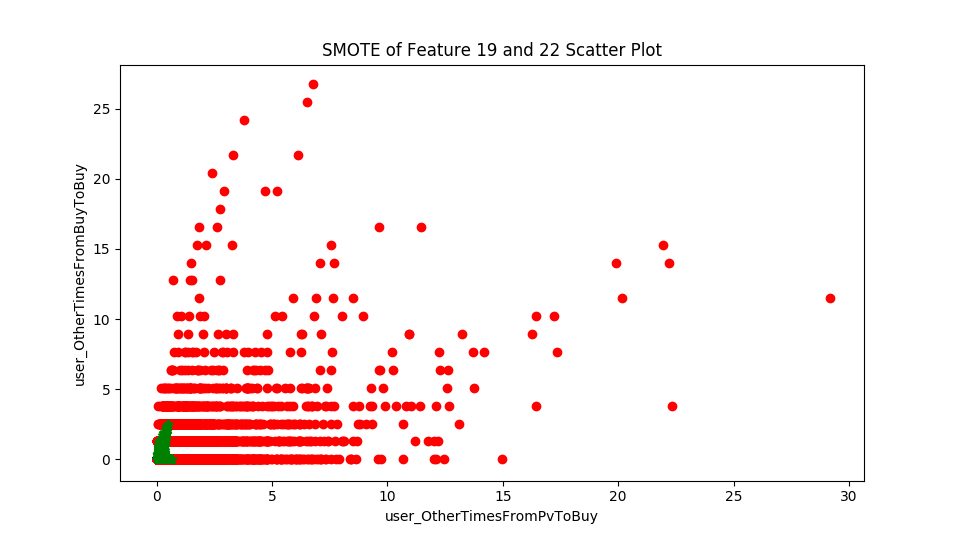 SMOTE of Feature 19 and 22 Scatter Plot
user_OtherTimesFromBuyToBuy
25
20
15
10
5
0
0 5 10 15 20 25 30
user_OtherTimesFromPvToBuy